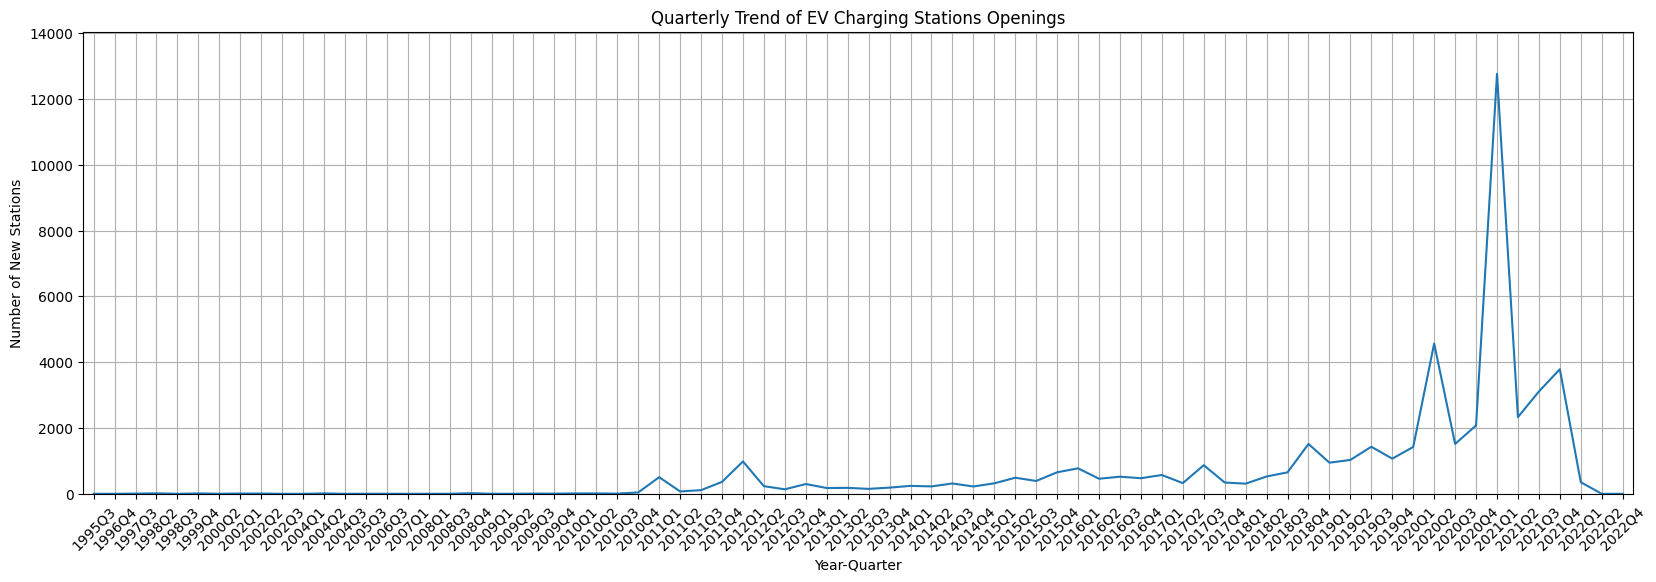 Quarterly Trend of EV Charging Stations Openings
14000
12000
10000
8000
6000
4000
2000
0
Number of New Stations
1995Q3
1996Q4
1997Q3
1998Q2
1998Q3
1999Q4
2000Q2
2002Q1
2002Q2
2002Q3
2004Q1
2004Q2
2004Q3
2005Q3
2006Q3
2007Q1
2008Q1
2008Q3
2008Q4
2009Q1
2009Q2
2009Q3
2009Q4
2010Q1
2010Q2
2010Q3
2010Q4
2011Q1
2011Q2
2011Q3
2011Q4
2012Q1
2012Q2
2012Q3
2012Q4
2013Q1
2013Q2
2013Q3
2013Q4
2014Q1
2014Q2
2014Q3
2014Q4
2015Q1
2015Q2
2015Q3
2015Q4
2016Q1
2016Q2
2016Q3
2016Q4
2017Q1
2017Q2
2017Q3
2017Q4
2018Q1
2018Q2
2018Q3
2018Q4
2019Q1
2019Q2
2019Q3
2019Q4
2020Q1
2020Q2
2020Q3
2020Q4
2021Q1
2021Q2
2021Q3
2021Q4
2022Q1
2022Q2
2022Q4
Year-Quarter